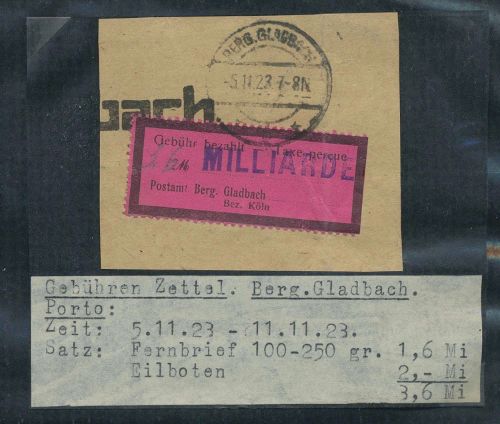 BERG.GLADBACH
-5.11.23.7-8N
bach.
Gebühr bezahlt Taxe perçue
MILLIARDE
Postamt Berg. Gladbach
Bez. Köln
Gebühren Zettel. Berg.Gladbach.
Porto:
Zeit: 5.11.23 - 11.11.23.
Satz: Fernbrief 100-250 gr. 1,6 Mi
Eilboten 2,- Mi
3,6 Mi